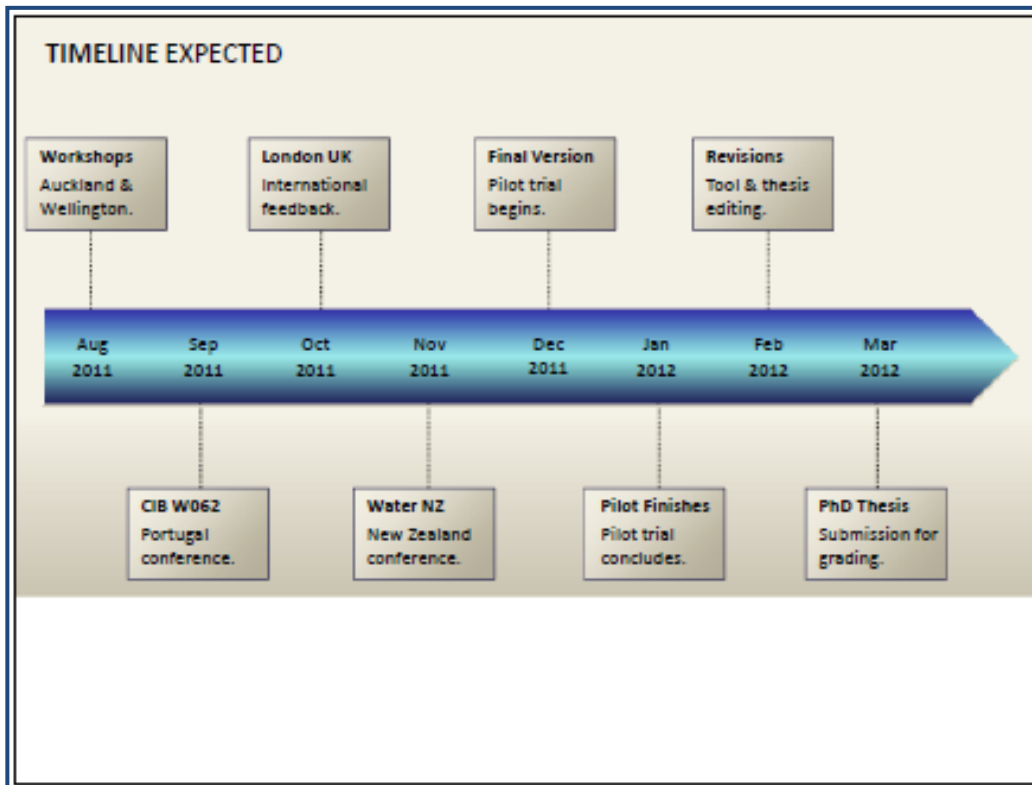 TIMELINE EXPECTED
Workshops
Auckland &
Wellington.
London UK
International
feedback.
Final Version
Pilot trial
begins.
Revisions
Tool & thesis
editing.
Aug
2011
Sep
2011
Oct
2011
Nov
2011
Dec
2011
Jan
2012
Feb
2012
Mar
2012
CIB W062
Portugal
conference.
Water NZ
New Zealand
conference.
Pilot Finishes
Pilot trial
concludes.
PhD Thesis
Submission for
grading.